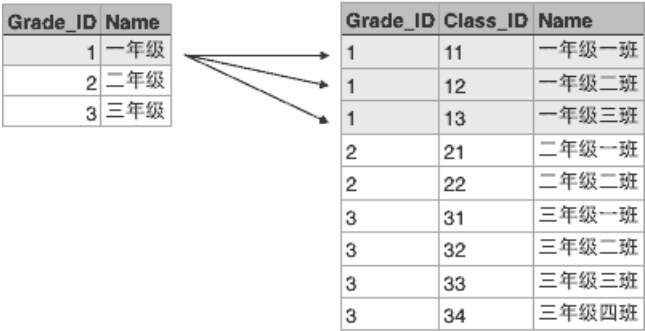 Grade_ID Name
1 一年级
2 二年级
3 三年级
Grade_ID Class_ID Name
1 11 一年级一班
1 12 一年级二班
1 13 一年级三班
2 21 二年级一班
2 22 二年级二班
3 31 三年级一班
3 32 三年级二班
3 33 三年级三班
3 34 三年级四班